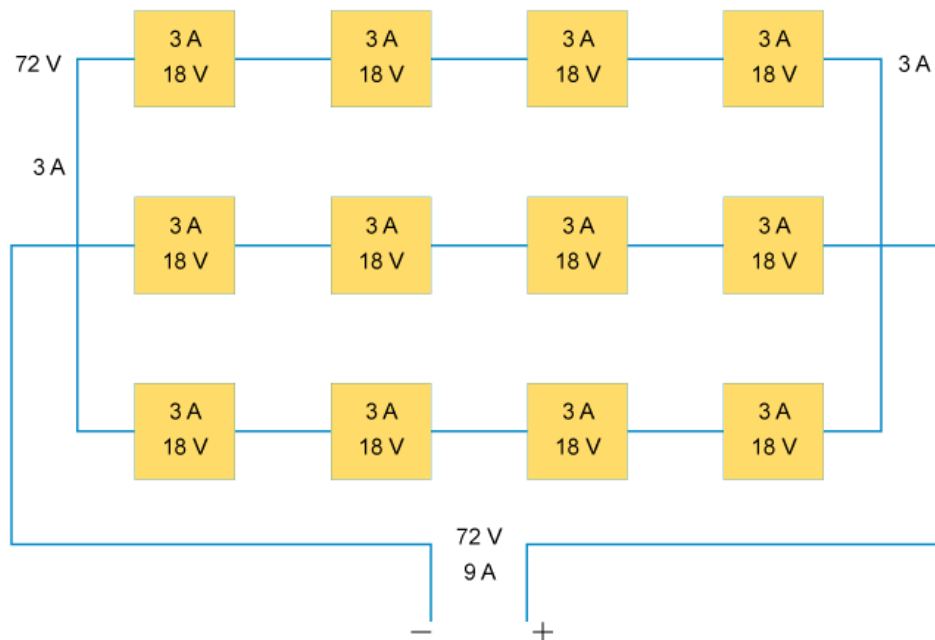 3 A 3 A 3 A 3 A
72 V 18 V 18 V 18 V 18 V 3 A
3 A
3 A 3 A 3 A 3 A
18 V 18 V 18 V 18 V
3 A 3 A 3 A 3 A
18 V 18 V 18 V 18 V
72 V
9 A
— +